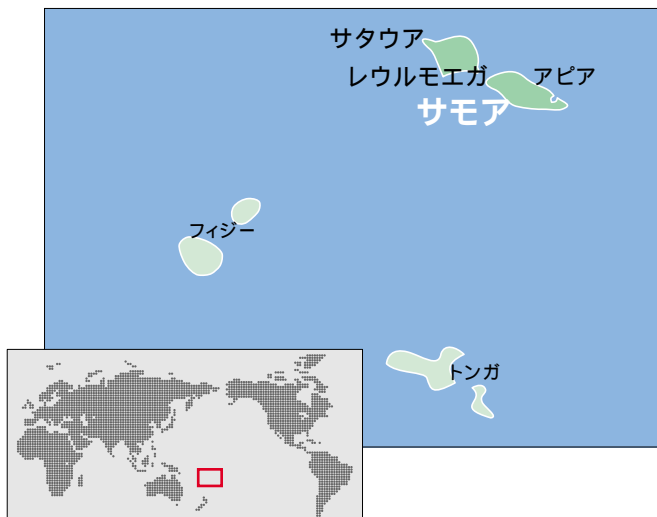 サタウア
レウルモエガ
アピア
サモア
フィジー
トンガ